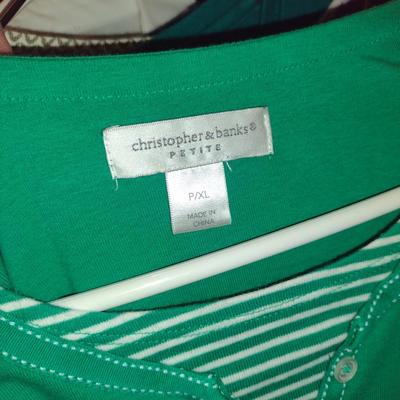 christopher & banks®
PETITE
P/XL
MADE IN
CHINA